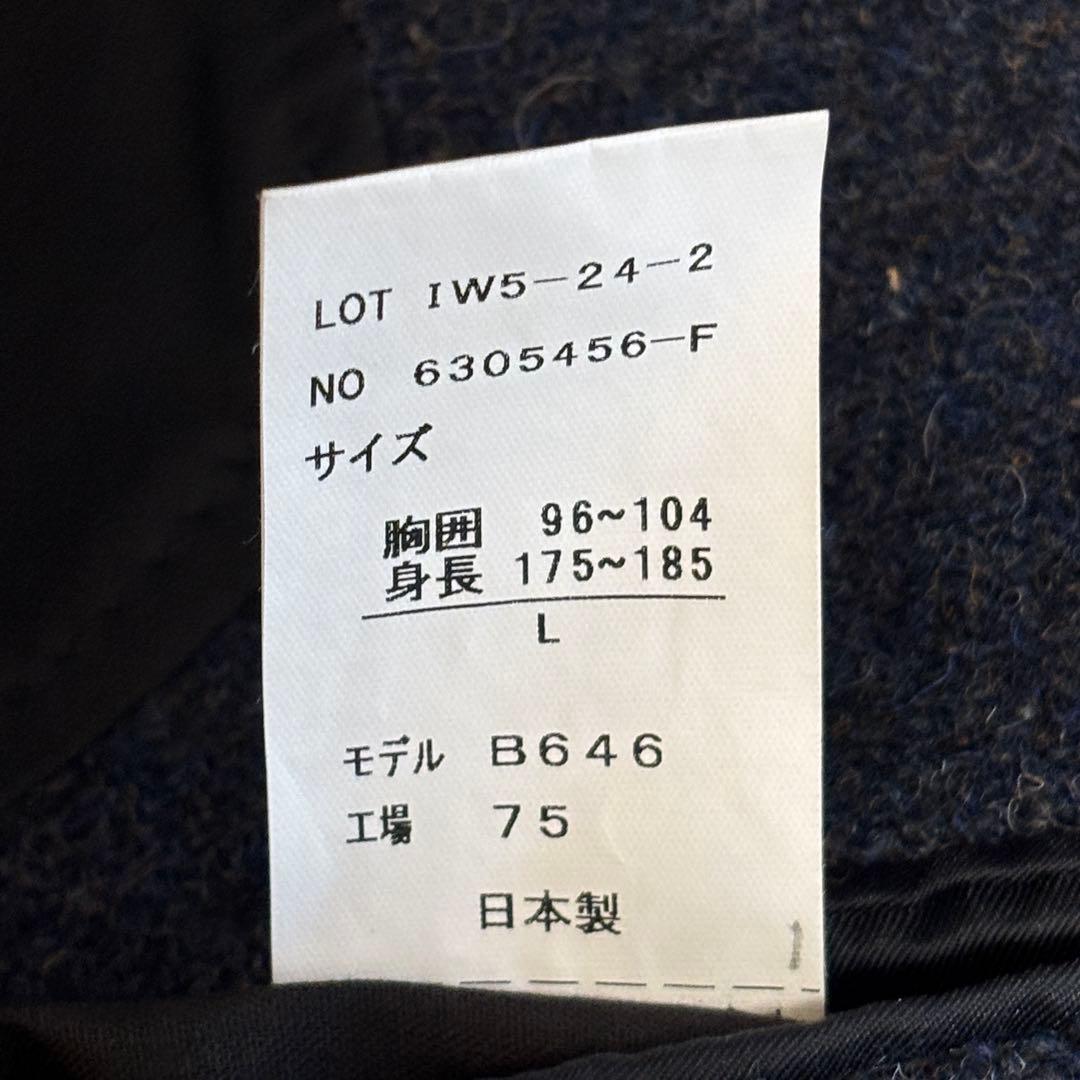 LOT IW5-24-2
NO 6305456-F
サイズ
胸囲 96~104
身長 175~185
L
モデル B646
工場 75
日本製